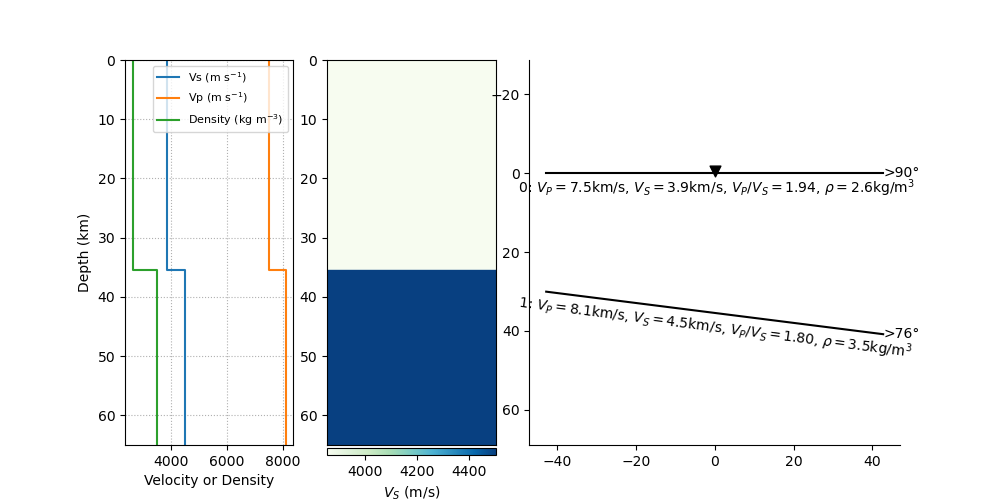 0
10
20
30
40
50
60
Depth (km)
4000 6000 8000
Velocity or Density
Vs (m s⁻¹)
Vp (m s⁻¹)
Density (kg m⁻³)
0
10
20
30
40
50
60
4000 4200 4400
V_S (m/s)
−20
0
20
40
60
−40 −20 0 20 40
>90°
0: V_P = 7.5km/s, V_S = 3.9km/s, V_P/V_S = 1.94, ρ = 2.6kg/m³
>76°
1: V_P = 8.1km/s, V_S = 4.5km/s, V_P/V_S = 1.80, ρ = 3.5kg/m³